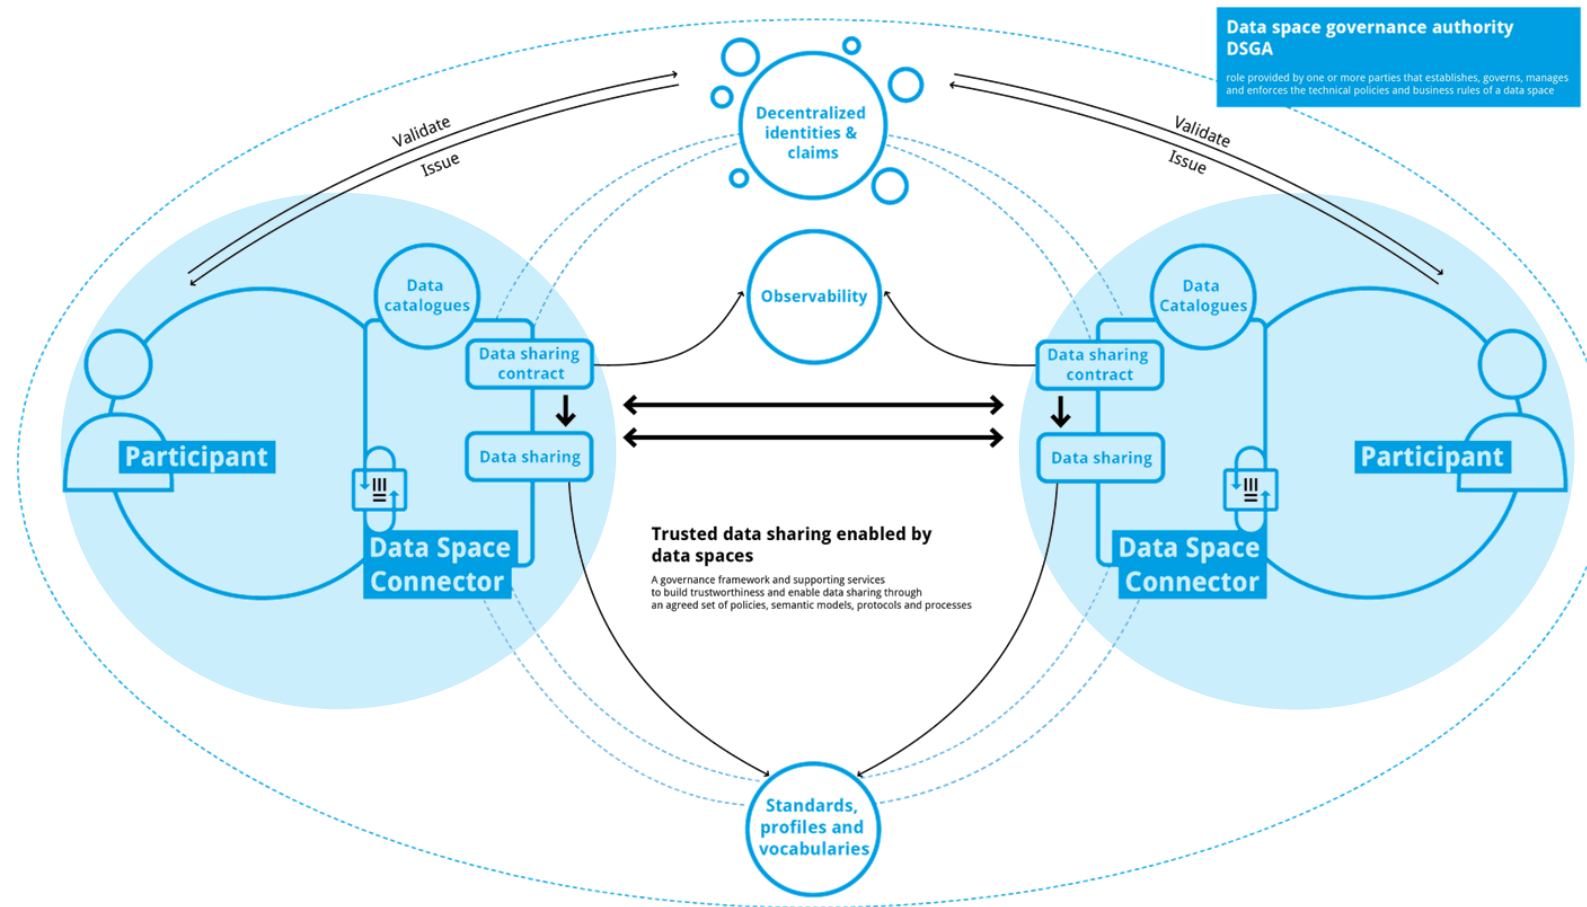 Data space governance authority
DSGA
role provided by one or more parties that establishes, governs, manages
and enforces the technical policies and business rules of a data space
Decentralized
identities &
claims
Validate
Issue
Validate
Issue
Data
catalogues
Observability
Data
Catalogues
Data sharing
contract
Data sharing
contract
Participant
Data sharing
Data sharing
Participant
Data Space
Connector
Trusted data sharing enabled by
data spaces
A governance framework and supporting services
to build trustworthiness and enable data sharing through
an agreed set of policies, semantic models, protocols and processes
Data Space
Connector
Standards,
profiles and
vocabularies